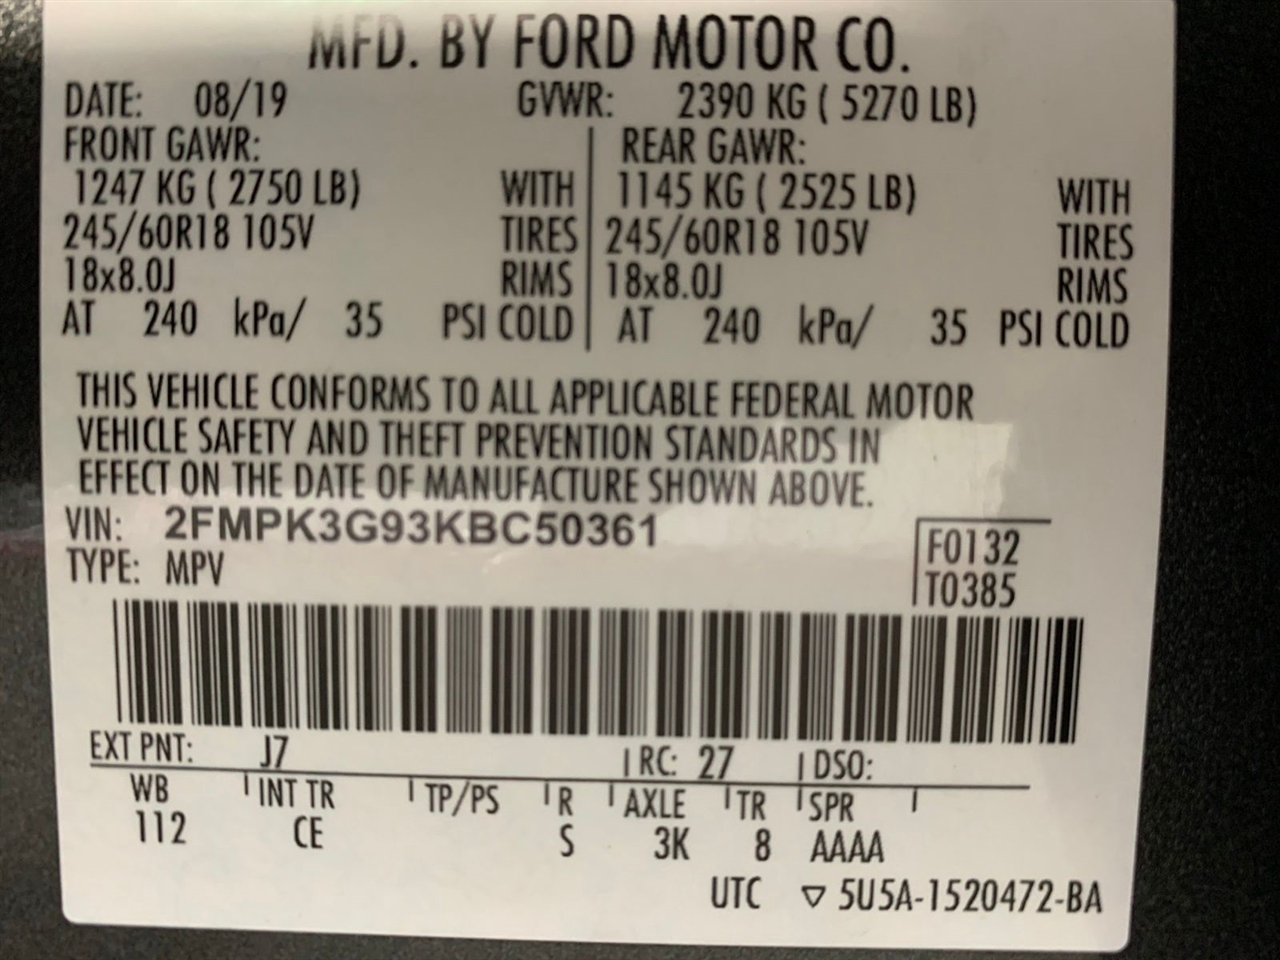 MFD. BY FORD MOTOR CO.
DATE: 08/19 GVWR: 2390 KG ( 5270 LB)
FRONT GAWR: REAR GAWR:
1247 KG ( 2750 LB) WITH 1145 KG ( 2525 LB) WITH
245/60R18 105V TIRES 245/60R18 105V TIRES
18x8.0J RIMS 18x8.0J RIMS
AT 240 kPa/ 35 PSI COLD AT 240 kPa/ 35 PSI COLD
THIS VEHICLE CONFORMS TO ALL APPLICABLE FEDERAL MOTOR
VEHICLE SAFETY AND THEFT PREVENTION STANDARDS IN
EFFECT ON THE DATE OF MANUFACTURE SHOWN ABOVE.
VIN: 2FMPK3G93KBC50361
F0132
TYPE: MPV
T0385
EXT PNT: J7 RC: 27 DSO:
WB INT TR TP/PS R AXLE TR SPR
112 CE S 3K 8 AAAA
UTC ▽ 5U5A-1520472-BA